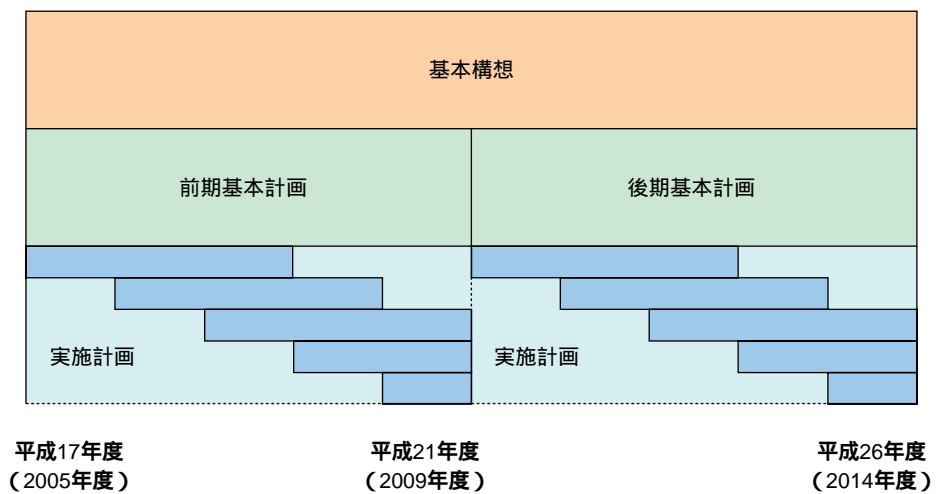 基本構想
前期基本計画
後期基本計画
実施計画
実施計画
平成17年度
（2005年度）
平成21年度
（2009年度）
平成26年度
（2014年度）